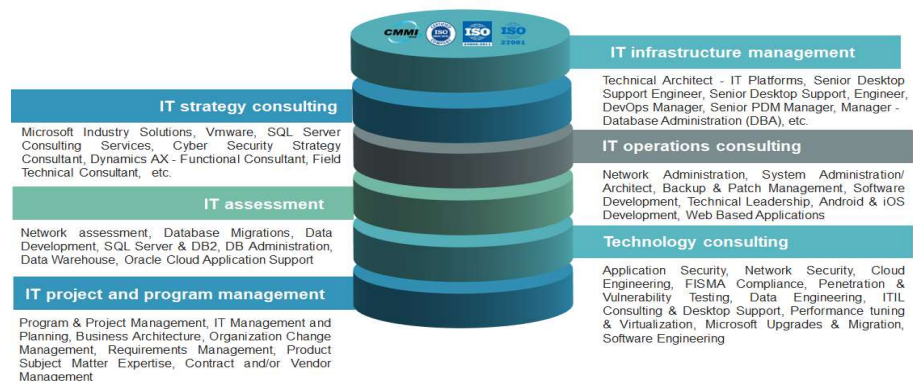 CMMI
ISO
ISO
22001
IT infrastructure management
Technical Architect - IT Platforms, Senior Desktop
Support Engineer, Senior Desktop Support, Engineer,
DevOps Manager, Senior PDM Manager, Manager -
Database Administration (DBA), etc.
IT strategy consulting
Microsoft Industry Solutions, Vmware, SQL Server
Consulting Services, Cyber Security Strategy
Consultant, Dynamics AX - Functional Consultant, Field
Technical Consultant, etc.
IT operations consulting
Network Administration, System Administration/
Architect, Backup & Patch Management, Software
Development, Technical Leadership, Android & iOS
Development, Web Based Applications
IT assessment
Network assessment, Database Migrations, Data
Development, SQL Server & DB2, DB Administration,
Data Warehouse, Oracle Cloud Application Support
Technology consulting
Application Security, Network Security, Cloud
Engineering, FISMA Compliance, Penetration &
Vulnerability Testing, Data Engineering, ITIL
Consulting & Desktop Support, Performance tuning
& Virtualization, Microsoft Upgrades & Migration,
Software Engineering
IT project and program management
Program & Project Management, IT Management and
Planning, Business Architecture, Organization Change
Management, Requirements Management, Product
Subject Matter Expertise, Contract and/or Vendor
Management